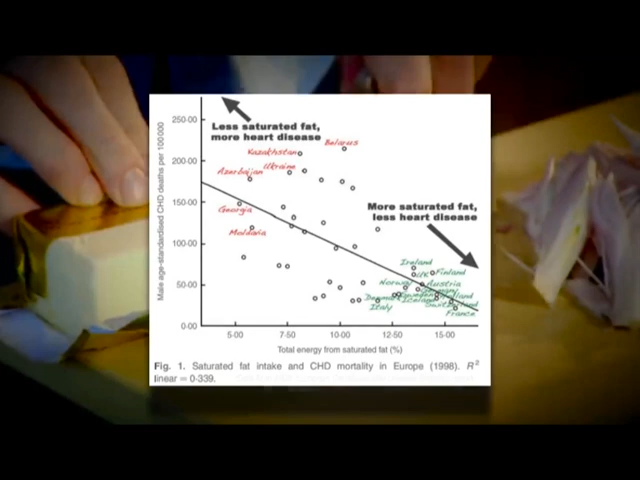 250·00
200·00
150·00
100·00
50·00
0·00
Male age-standardised CHD deaths per 100 000
Less saturated fat,
more heart disease
Belarus
Kazakhstan
Ukraine
Azerbaijan
Georgia
Moldavia
More saturated fat,
less heart disease
Ireland
UK
Finland
Norway
Austria
Germany
Iceland
Italy
France
5·00
7·50
10·00
12·50
15·00
Total energy from saturated fat (%)
Fig. 1. Saturated fat intake and CHD mortality in Europe (1998). R²
linear = 0·339.